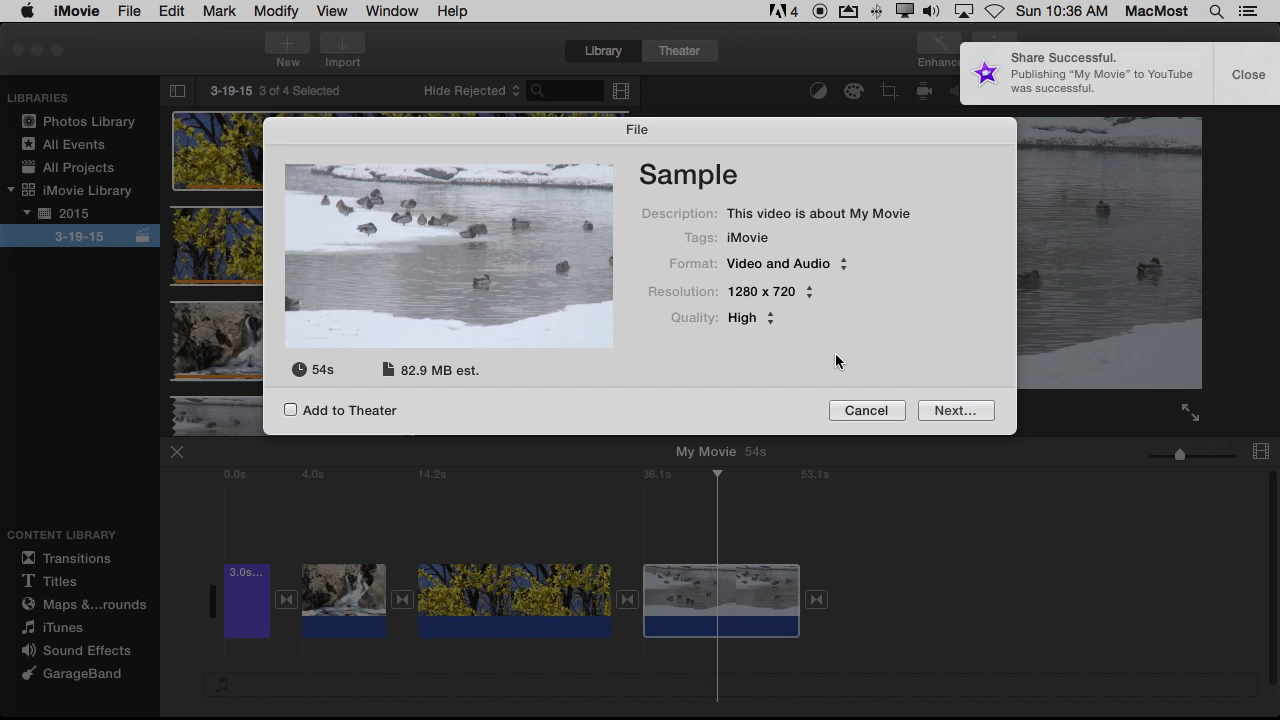 iMovie File Edit Mark Modify View Window Help 4 Sun 10:36 AM MacMost
New Import Library Theater Enhance
Share Successful.
Publishing “My Movie” to YouTube
was successful.
Close
LIBRARIES
Photos Library
All Events
All Projects
iMovie Library
2015
3-19-15
3-19-15 3 of 4 Selected Hide Rejected
File
Sample
Description: This video is about My Movie
Tags: iMovie
Format: Video and Audio
Resolution: 1280 x 720
Quality: High
54s 82.9 MB est.
Add to Theater Cancel Next…
My Movie 54s
0.0s 4.0s 14.2s 36.1s 53.1s
3.0s…
CONTENT LIBRARY
Transitions
Titles
Maps &...rounds
iTunes
Sound Effects
GarageBand